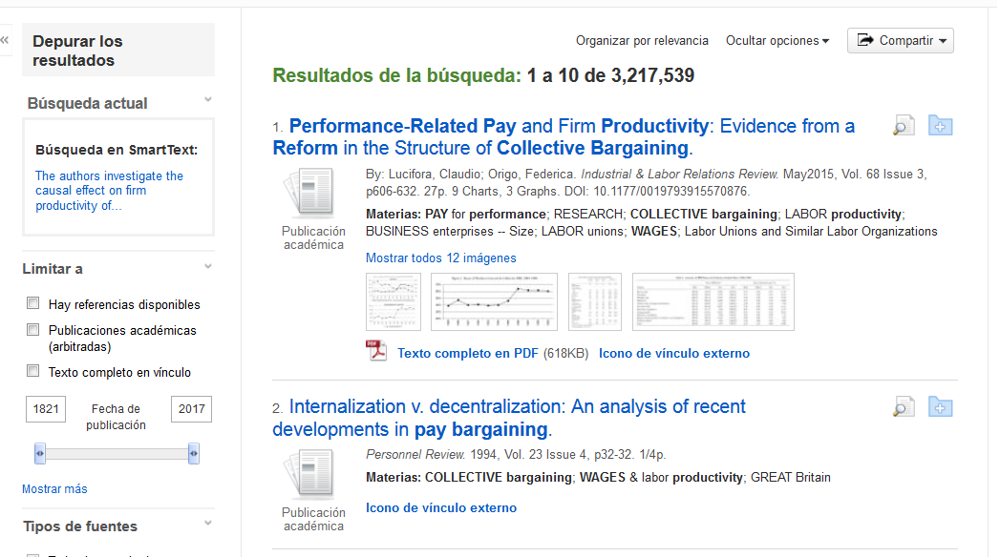 «
Depurar los
resultados
Búsqueda actual
Búsqueda en SmartText:
The authors investigate the
causal effect on firm
productivity of...
Limitar a
Hay referencias disponibles
Publicaciones académicas
(arbitradas)
Texto completo en vínculo
1821 Fecha de publicación 2017
Mostrar más
Tipos de fuentes
Organizar por relevancia Ocultar opciones Compartir
Resultados de la búsqueda: 1 a 10 de 3,217,539
1. Performance-Related Pay and Firm Productivity: Evidence from a
Reform in the Structure of Collective Bargaining.
Publicación
académica
By: Lucifora, Claudio; Origo, Federica. Industrial & Labor Relations Review. May2015, Vol. 68 Issue 3,
p606-632. 27p. 9 Charts, 3 Graphs. DOI: 10.1177/0019793915570876.
Materias: PAY for performance; RESEARCH; COLLECTIVE bargaining; LABOR productivity;
BUSINESS enterprises -- Size; LABOR unions; WAGES; Labor Unions and Similar Labor Organizations
Mostrar todos 12 imágenes
PDF Texto completo en PDF (618KB) Icono de vínculo externo
2. Internalization v. decentralization: An analysis of recent
developments in pay bargaining.
Publicación
académica
Personnel Review. 1994, Vol. 23 Issue 4, p32-32. 1/4p.
Materias: COLLECTIVE bargaining; WAGES & labor productivity; GREAT Britain
Icono de vínculo externo